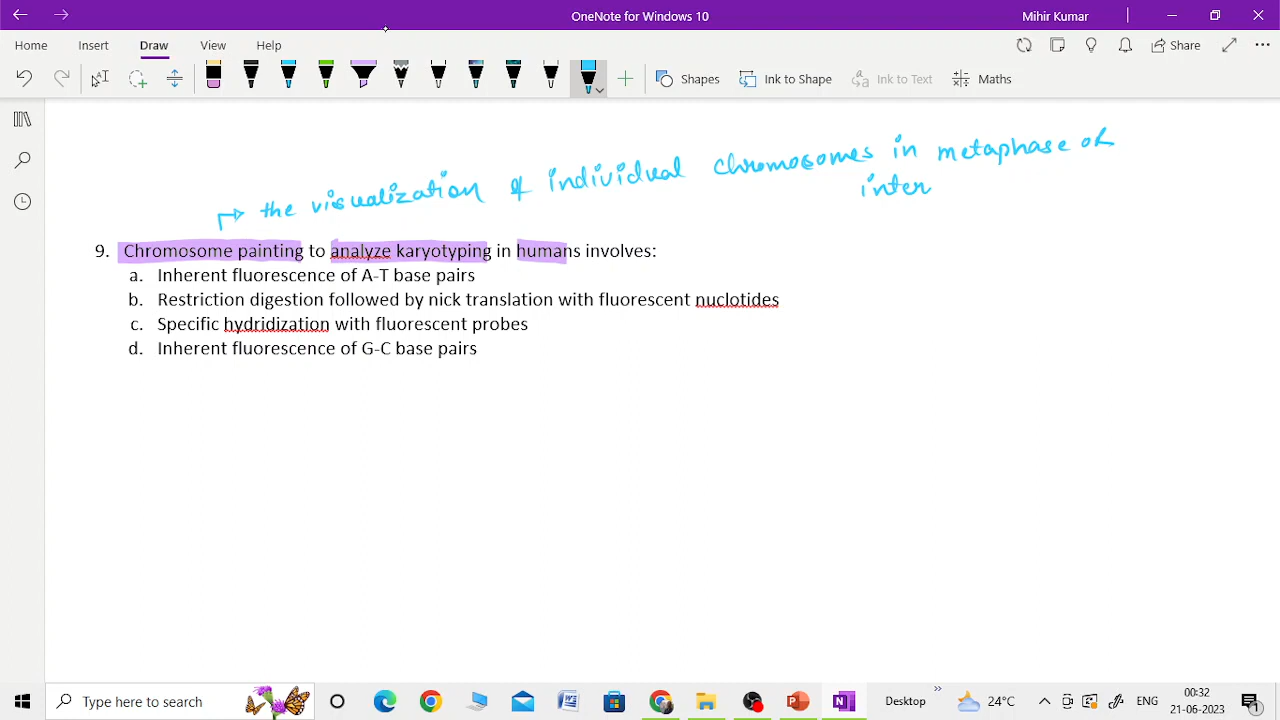 OneNote for Windows 10
Mihir Kumar
Home Insert Draw View Help
Share
Shapes Ink to Shape Ink to Text Maths
the visualization of individual chromosomes in metaphase or
inter
9. Chromosome painting to analyze karyotyping in humans involves:
a. Inherent fluorescence of A-T base pairs
b. Restriction digestion followed by nick translation with fluorescent nuclotides
c. Specific hydridization with fluorescent probes
d. Inherent fluorescence of G-C base pairs
Type here to search
Desktop
24°C
ENG
00:32
21-06-2023